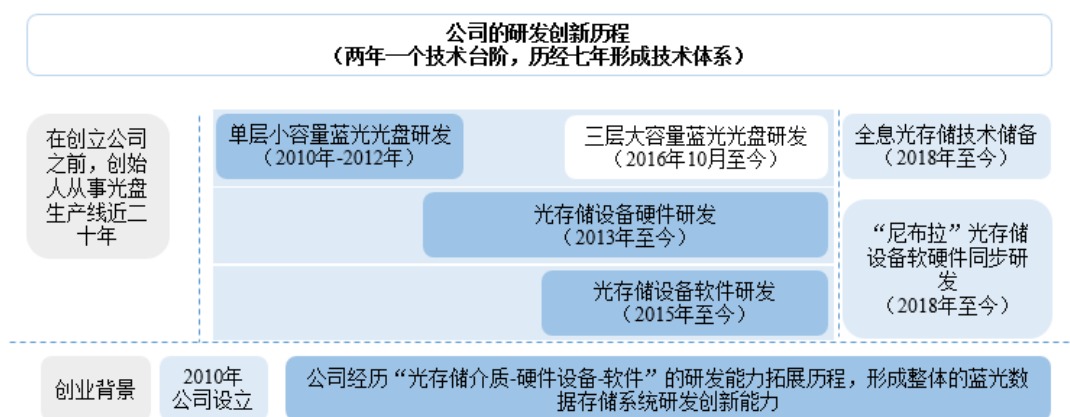 公司的研发创新历程
（两年一个技术台阶，历经七年形成技术体系）
在创立公司
之前，创始
人从事光盘
生产线近二
十年
单层小容量蓝光光盘研发
（2010年-2012年）
三层大容量蓝光光盘研发
（2016年10月至今）
全息光存储技术储备
（2018年至今）
光存储设备硬件研发
（2013年至今）
“尼布拉”光存储
设备软硬件同步研
发
（2018年至今）
光存储设备软件研发
（2015年至今）
创业背景
2010年
公司设立
公司经历“光存储介质-硬件设备-软件”的研发能力拓展历程，形成整体的蓝光数
据存储系统研发创新能力